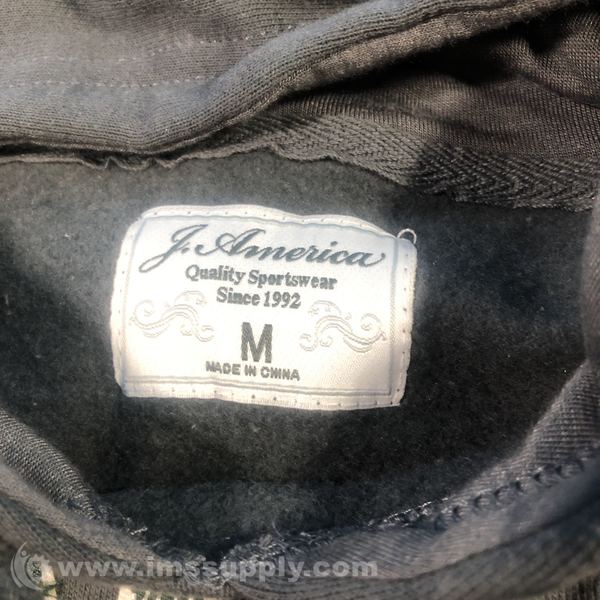 J. America
Quality Sportswear
Since 1992
M
MADE IN CHINA
www.imssupply.com